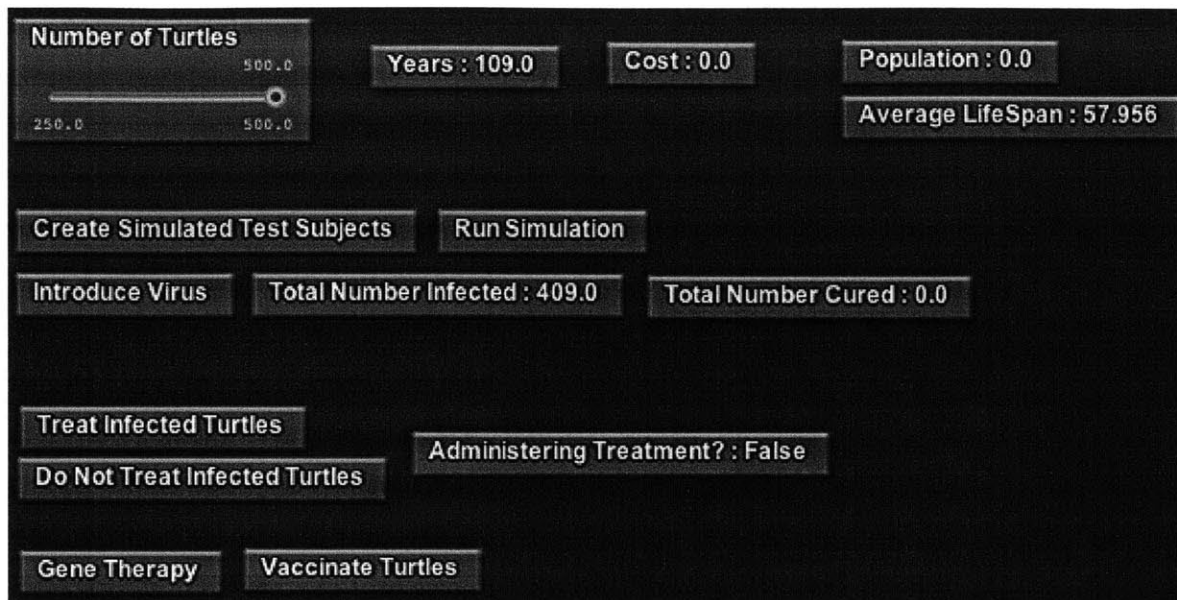 Number of Turtles
500.0
250.0 500.0
Years : 109.0
Cost : 0.0
Population : 0.0
Average LifeSpan : 57.956
Create Simulated Test Subjects
Run Simulation
Introduce Virus
Total Number Infected : 409.0
Total Number Cured : 0.0
Treat Infected Turtles
Do Not Treat Infected Turtles
Administering Treatment? : False
Gene Therapy
Vaccinate Turtles